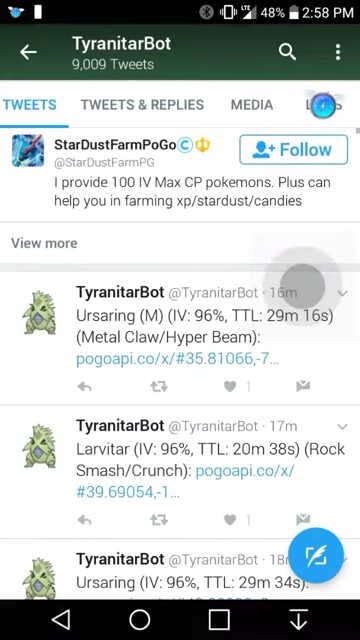 48% 2:58 PM
LTE
TyranitarBot
9,009 Tweets
TWEETS TWEETS & REPLIES MEDIA
StarDustFarmPoGo
Follow
@StarDustFarmPG
I provide 100 IV Max CP pokemons. Plus can
help you in farming xp/stardust/candies
View more
TyranitarBot @TyranitarBot · 16m
Ursaring (M) (IV: 96%, TTL: 29m 16s)
(Metal Claw/Hyper Beam):
pogoapi.co/x/#35.81066,-7...
1
TyranitarBot @TyranitarBot · 17m
Larvitar (IV: 96%, TTL: 20m 38s) (Rock
Smash/Crunch): pogoapi.co/x/
#39.69054,-1...
1
TyranitarBot @TyranitarBot · 18m
Ursaring (IV: 96%, TTL: 29m 34s):